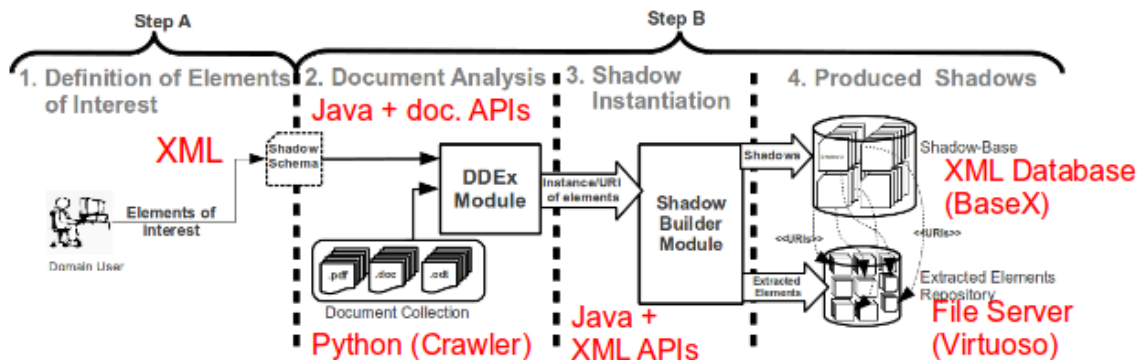 Step A
Step B
1. Definition of Elements
of Interest
2. Document Analysis
3. Shadow
Instantiation
4. Produced Shadows
Java + doc. APIs
XML
Shadow
Schema
Elements of
Interest
Domain User
DDEx
Module
.pdf
.doc
.odt
Document Collection
Python (Crawler)
Instance/URI
of elements
Shadow
Builder
Module
Java +
XML APIs
Shadows
Extracted
Elements
Shadow-Base
XML Database
(BaseX)
<<URIs>>
<<URIs>>
Extracted Elements
Repository
File Server
(Virtuoso)